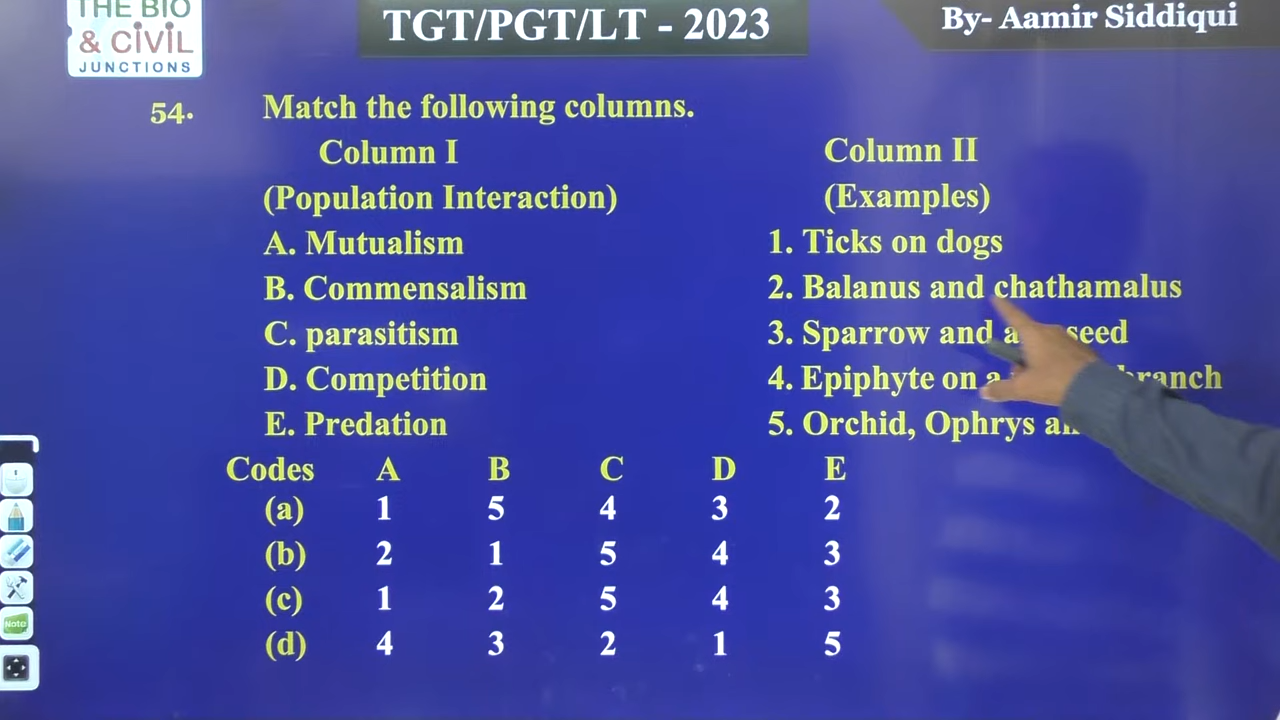 THE BIO
& CIVIL
JUNCTIONS
TGT/PGT/LT - 2023
By- Aamir Siddiqui
54. Match the following columns.
Column I Column II
(Population Interaction) (Examples)
A. Mutualism 1. Ticks on dogs
B. Commensalism 2. Balanus and chathamalus
C. parasitism 3. Sparrow and seed
D. Competition 4. Epiphyte on a branch
E. Predation 5. Orchid, Ophrys
Codes A B C D E
(a) 1 5 4 3 2
(b) 2 1 5 4 3
(c) 1 2 5 4 3
(d) 4 3 2 1 5
Note